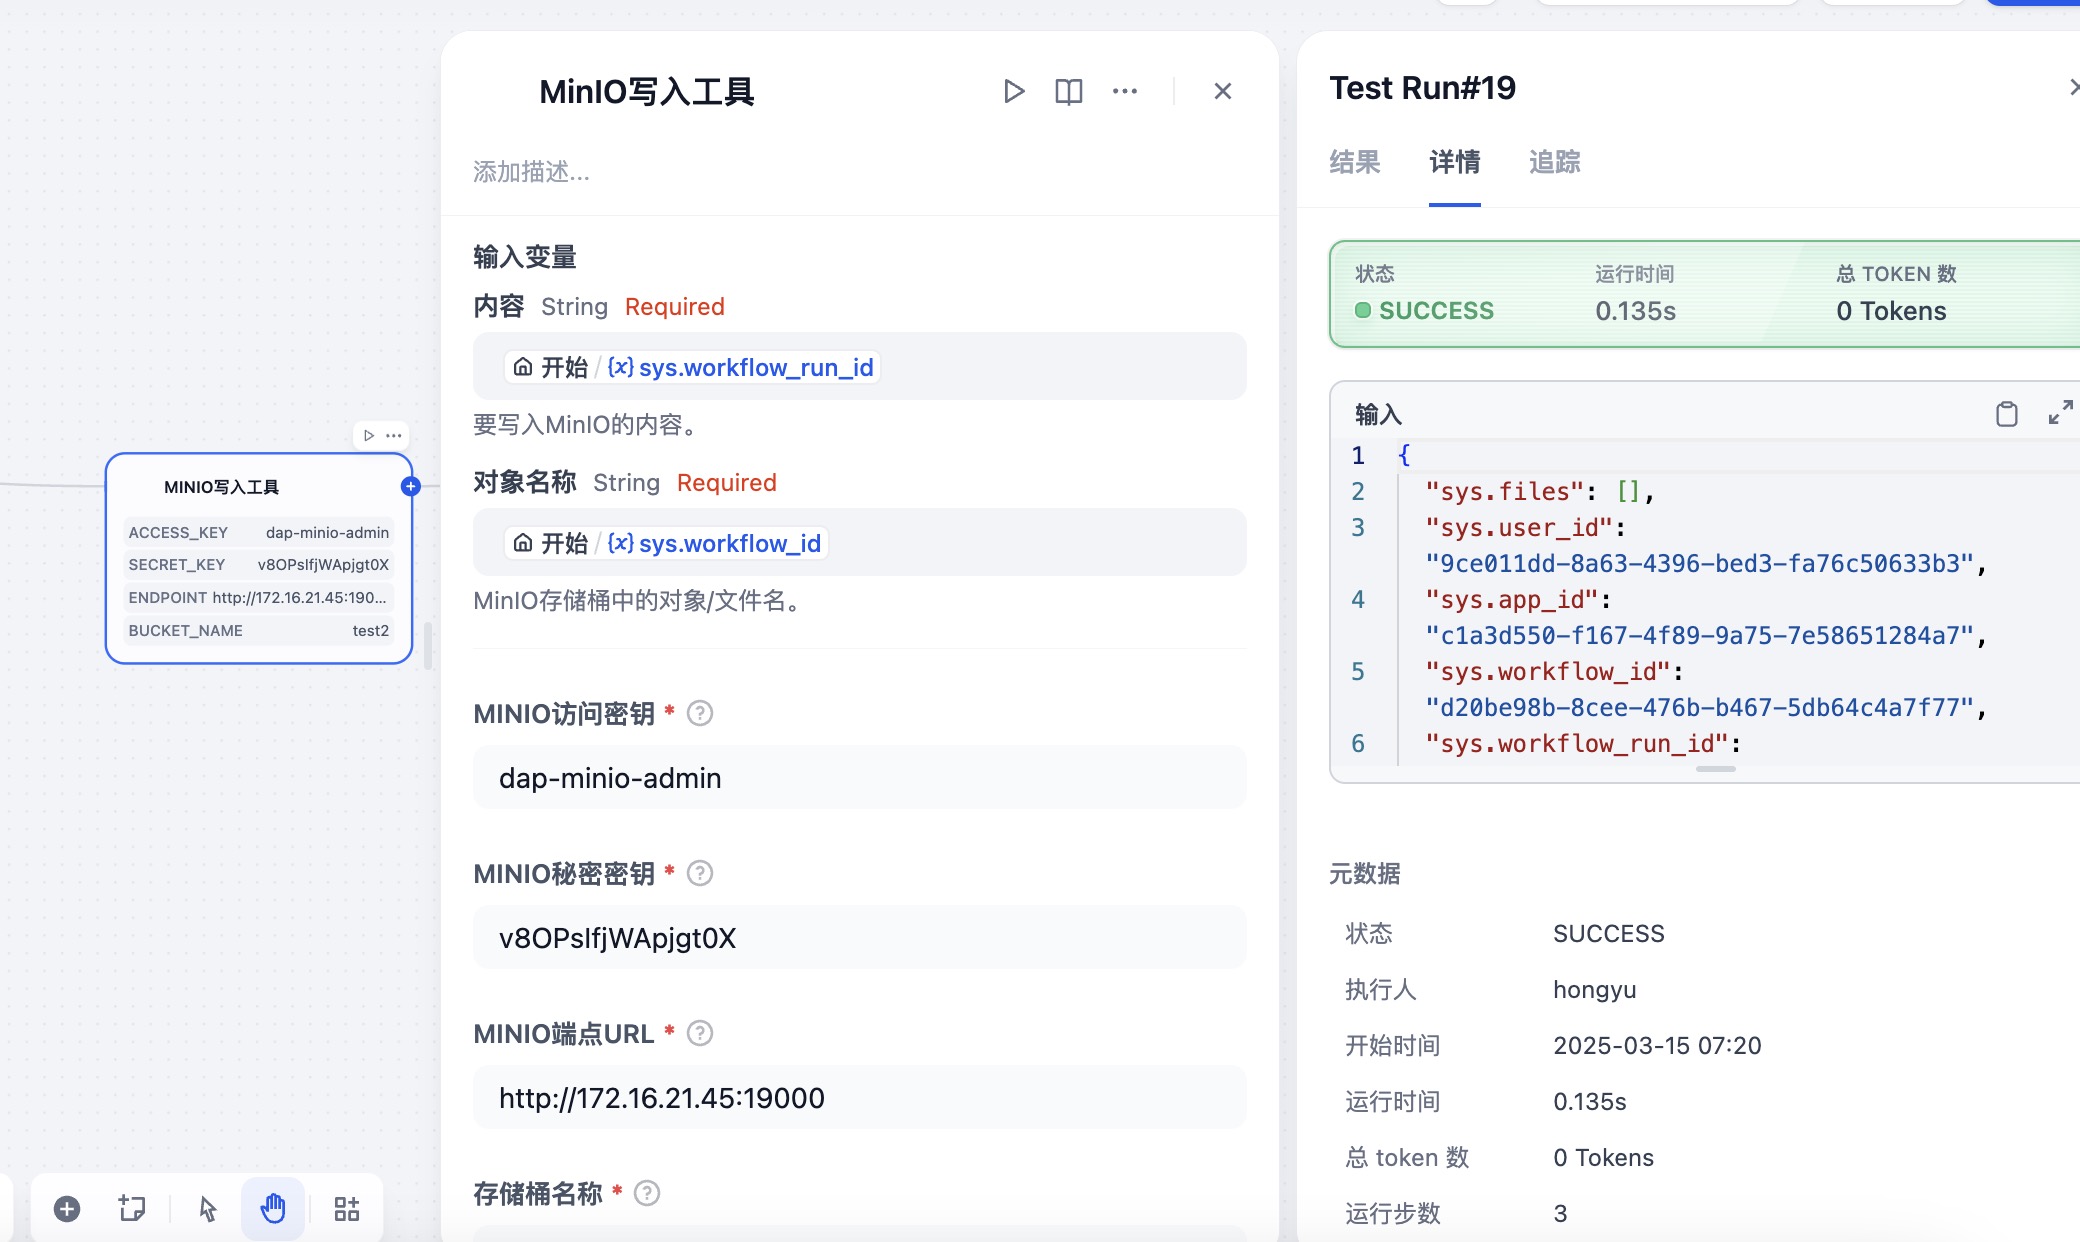 MINIO写入工具
ACCESS_KEY dap-minio-admin
SECRET_KEY v8OPsIfjWApjgt0X
ENDPOINT http://172.16.21.45:190...
BUCKET_NAME test2
MinIO写入工具
添加描述...
输入变量
内容 String Required
开始 / {x} sys.workflow_run_id
要写入MinIO的内容。
对象名称 String Required
开始 / {x} sys.workflow_id
MinIO存储桶中的对象/文件名。
MINIO访问密钥 *
dap-minio-admin
MINIO秘密密钥 *
v8OPsIfjWApjgt0X
MINIO端点URL *
http://172.16.21.45:19000
存储桶名称 *
Test Run#19
结果 详情 追踪
状态 运行时间 总 TOKEN 数
SUCCESS 0.135s 0 Tokens
输入
1 {
2 "sys.files": [],
3 "sys.user_id":
"9ce011dd-8a63-4396-bed3-fa76c50633b3",
4 "sys.app_id":
"c1a3d550-f167-4f89-9a75-7e58651284a7",
5 "sys.workflow_id":
"d20be98b-8cee-476b-b467-5db64c4a7f77",
6 "sys.workflow_run_id":
元数据
状态 SUCCESS
执行人 hongyu
开始时间 2025-03-15 07:20
运行时间 0.135s
总 token 数 0 Tokens
运行步数 3